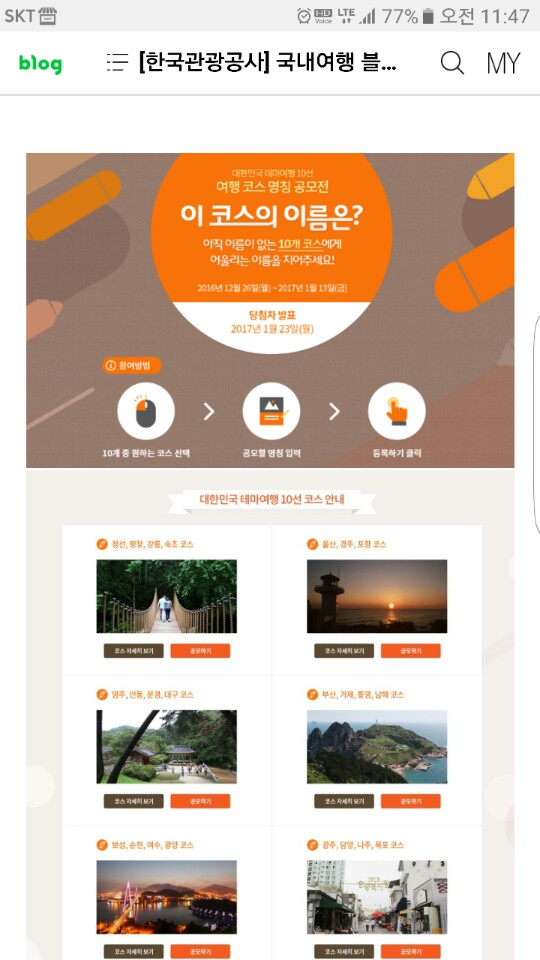 SKT
HD Voice LTE 77% 오전 11:47
blog [한국관광공사] 국내여행 블... MY
대한민국 테마여행 10선
여행 코스 명칭 공모전
이 코스의 이름은?
아직 이름이 없는 10개 코스에게
어울리는 이름을 지어주세요!
2016년 12월 26일(월) ~ 2017년 1월 13일(금)
당첨자 발표
2017년 1월 23일(월)
참여방법
10개 중 원하는 코스 선택
공모할 명칭 입력
등록하기 클릭
대한민국 테마여행 10선 코스 안내
정선, 평창, 강릉, 속초 코스
울산, 경주, 포항 코스
코스 자세히 보기 공모하기
코스 자세히 보기 공모하기
영주, 안동, 문경, 대구 코스
부산, 거제, 통영, 남해 코스
코스 자세히 보기 공모하기
코스 자세히 보기 공모하기
보성, 순천, 여수, 광양 코스
광주, 담양, 나주, 목포 코스
코스 자세히 보기 공모하기
코스 자세히 보기 공모하기